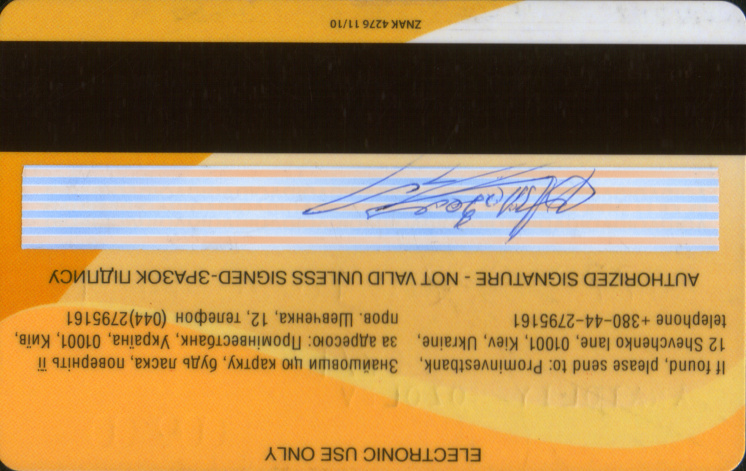 ELECTRONIC USE ONLY
If found, please send to: Prominvestbank,
12 Shevchenko lane, 01001, Kiev, Ukraine,
telephone +380-44-2795161
Знайшовши цю картку, будь ласка, поверніть її
за адресою: Промінвестбанк, Україна, 01001, Київ,
пров. Шевченка, 12, телефон (044)2795161
AUTHORIZED SIGNATURE - NOT VALID UNLESS SIGNED-ЗРАЗОК ПІДПИСУ
ZNAK 4276 11/10